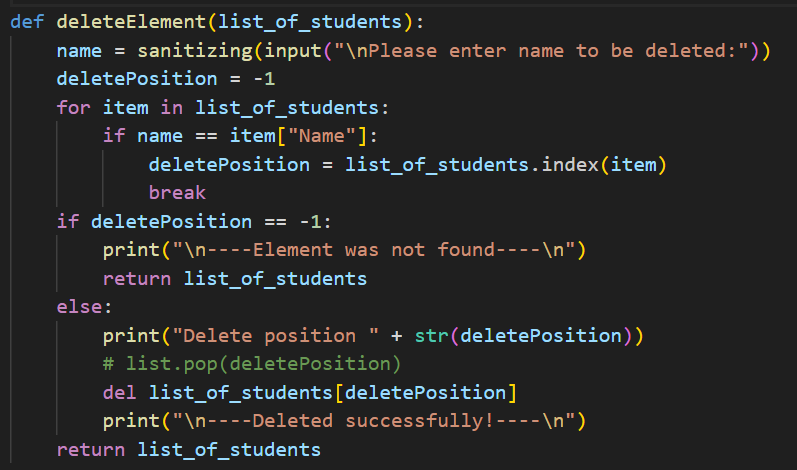 def deleteElement(list_of_students):
    name = sanitizing(input("\nPlease enter name to be deleted:"))
    deletePosition = -1
    for item in list_of_students:
        if name == item["Name"]:
            deletePosition = list_of_students.index(item)
            break
    if deletePosition == -1:
        print("\n----Element was not found----\n")
        return list_of_students
    else:
        print("Delete position " + str(deletePosition))
        # list.pop(deletePosition)
        del list_of_students[deletePosition]
        print("\n----Deleted successfully!----\n")
    return list_of_students